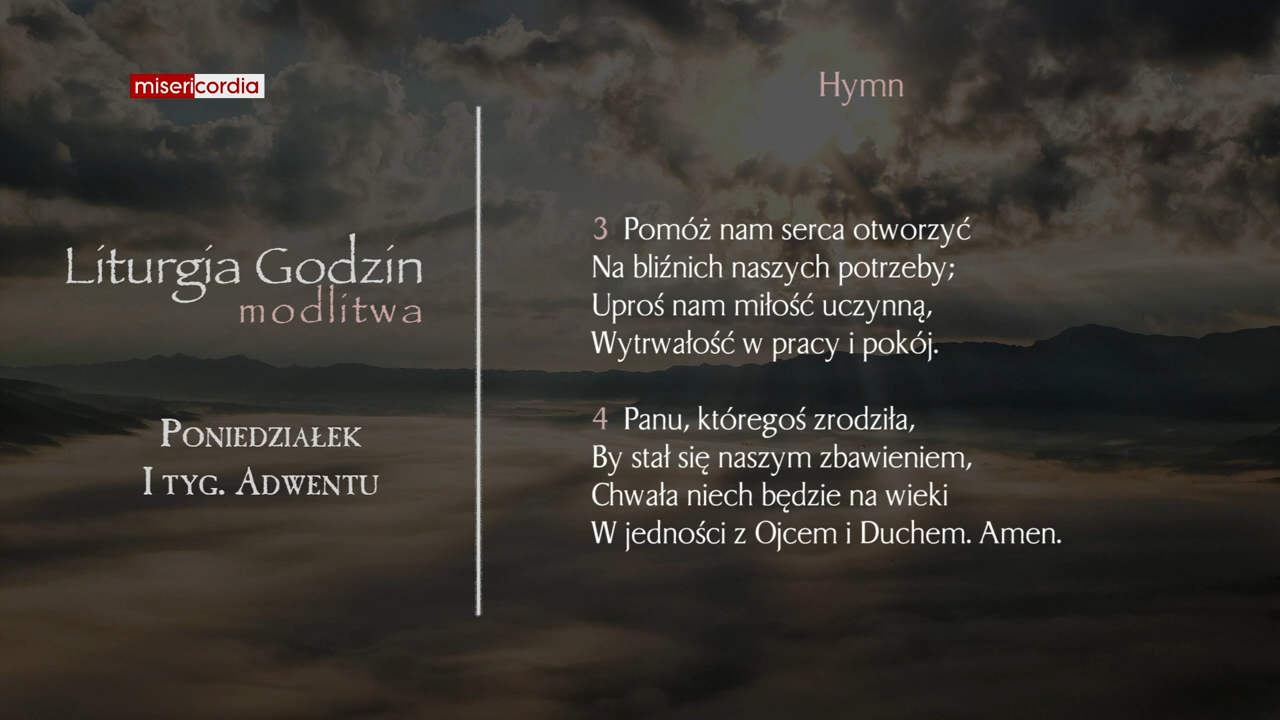 misericordia
Liturgia Godzin
modlitwa
Poniedziałek
I tyg. Adwentu
Hymn
3 Pomóż nam serca otworzyć
Na bliźnich naszych potrzeby;
Uproś nam miłość uczynną,
Wytrwałość w pracy i pokój.
4 Panu, któregoś zrodziła,
By stał się naszym zbawieniem,
Chwała niech będzie na wieki
W jedności z Ojcem i Duchem. Amen.